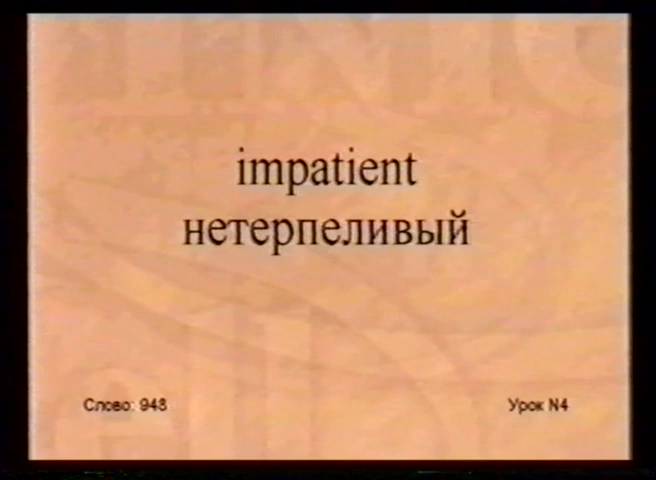 impatient
нетерпеливый
Слово: 948
Урок N4